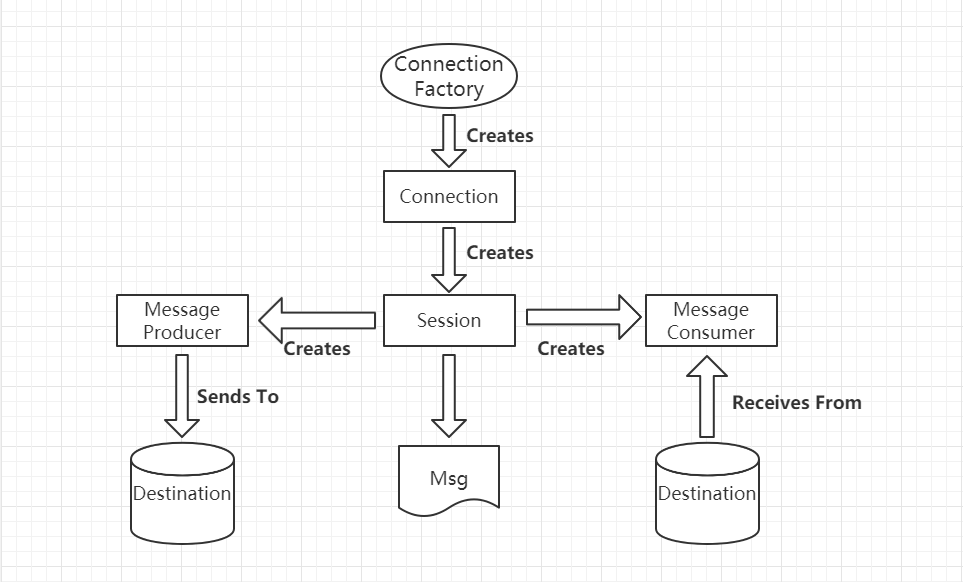 Connection
Factory
Creates
Connection
Creates
Message
Producer
Session
Message
Consumer
Creates
Creates
Sends To
Receives From
Destination
Msg
Destination